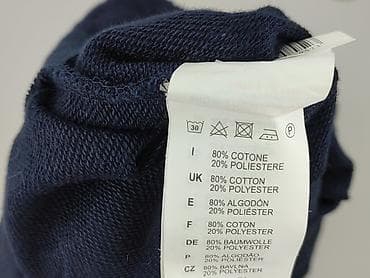 30 P
I 80% COTONE
20% POLIESTERE
UK 80% COTTON
20% POLYESTER
E 80% ALGODÓN
20% POLIÉSTER
F 80% COTON
20% POLYESTER
DE 80% BAUMWOLLE
20% POLYESTER
P 80% ALGODÃO
20% POLIESTER
CZ 80% BAVLNA
20% POLYESTER